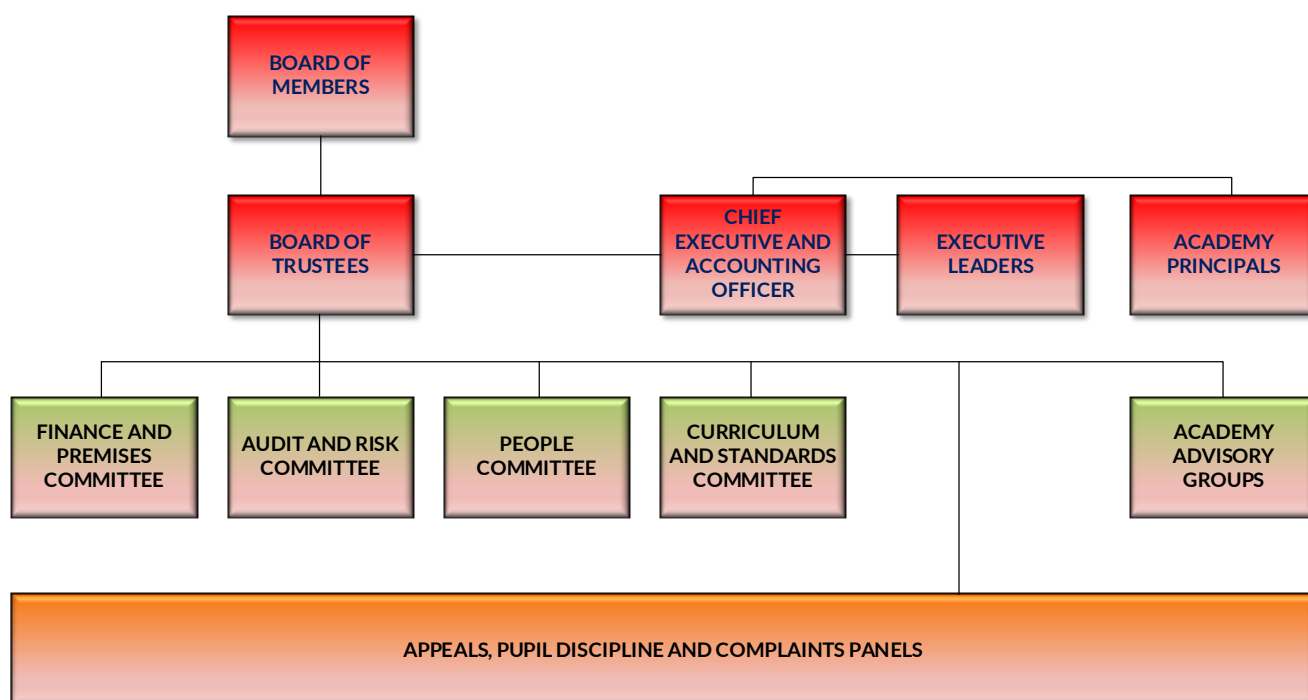 BOARD OF
MEMBERS
BOARD OF
TRUSTEES
CHIEF
EXECUTIVE AND
ACCOUNTING
OFFICER
EXECUTIVE
LEADERS
ACADEMY
PRINCIPALS
FINANCE AND
PREMISES
COMMITTEE
AUDIT AND RISK
COMMITTEE
PEOPLE
COMMITTEE
CURRICULUM
AND STANDARDS
COMMITTEE
ACADEMY
ADVISORY
GROUPS
APPEALS, PUPIL DISCIPLINE AND COMPLAINTS PANELS